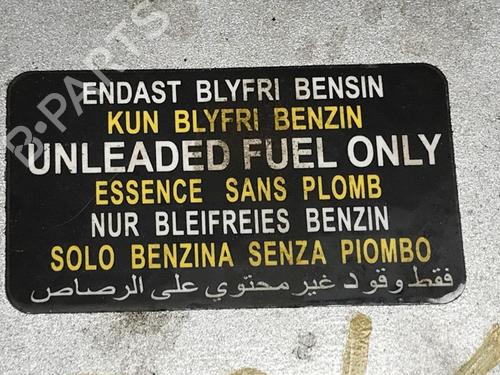 B-PARTS
ENDAST BLYFRI BENSIN
KUN BLYFRI BENZIN
UNLEADED FUEL ONLY
ESSENCE SANS PLOMB
NUR BLEIFREIES BENZIN
SOLO BENZINA SENZA PIOMBO
فقط وقود غير محتوي على الرصاص